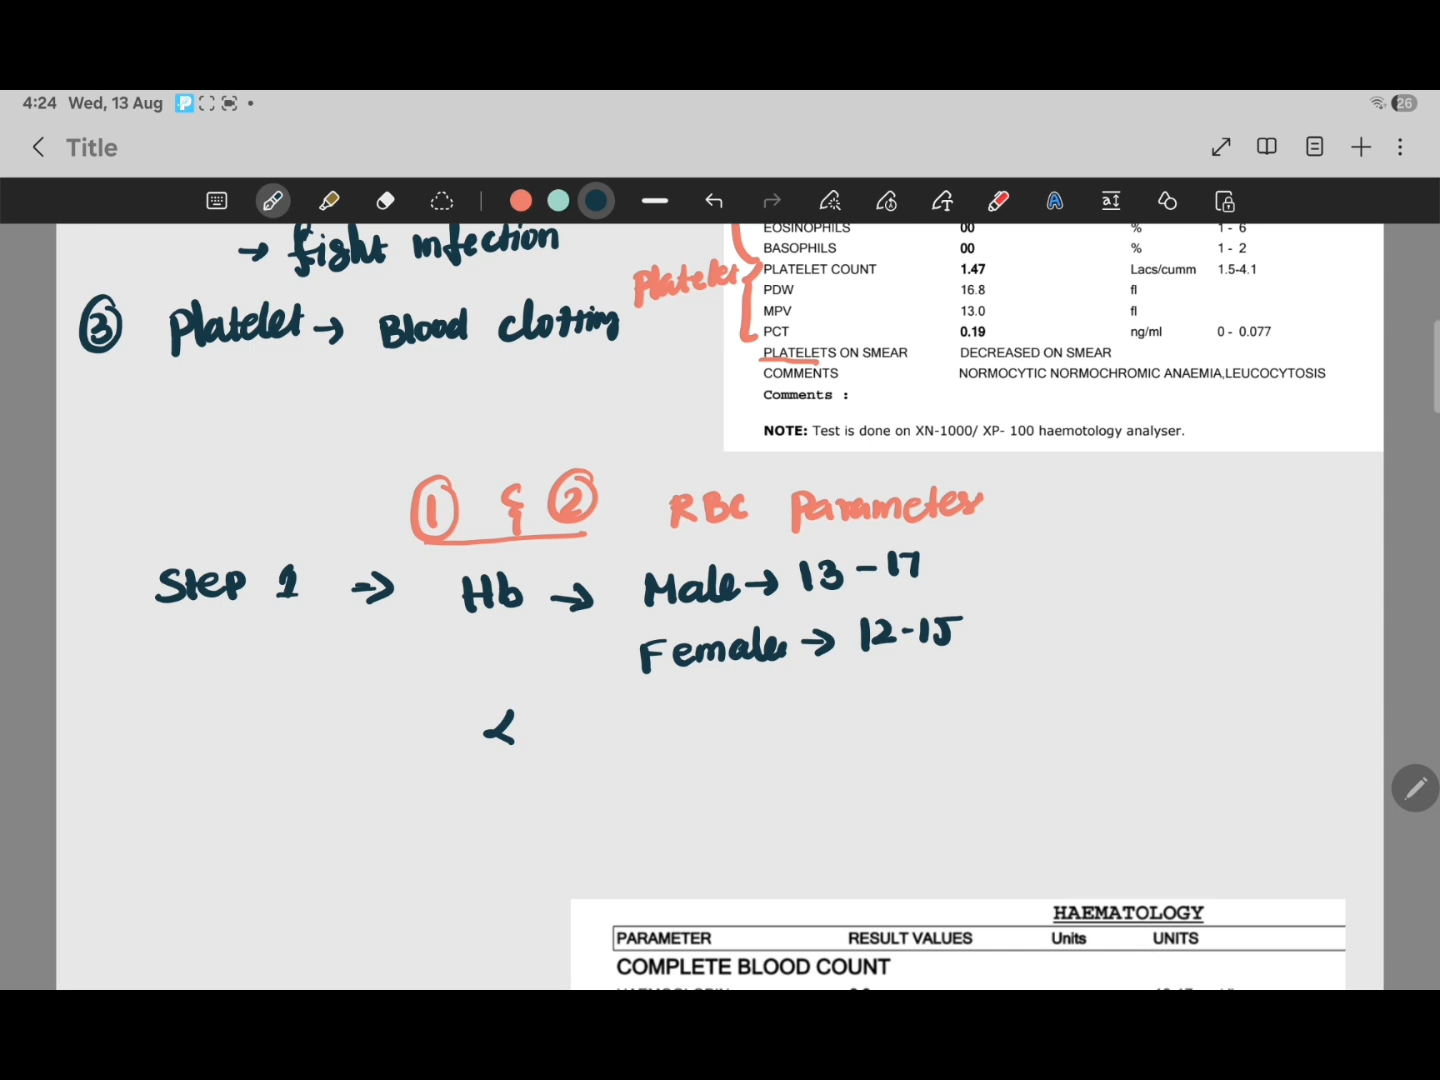 4:24 Wed, 13 Aug
26
Title
→ fight infection
③ Platelet → Blood clotting
Platelet
EOSINOPHILS 00 % 1 - 6
BASOPHILS 00 % 1 - 2
PLATELET COUNT 1.47 Lacs/cumm 1.5-4.1
PDW 16.8 fl
MPV 13.0 fl
PCT 0.19 ng/ml 0 - 0.077
PLATELETS ON SMEAR DECREASED ON SMEAR
COMMENTS NORMOCYTIC NORMOCHROMIC ANAEMIA,LEUCOCYTOSIS
Comments :
NOTE: Test is done on XN-1000/ XP- 100 haemotology analyser.
① & ② RBC Parameter
Step 1 ⇒ Hb → Male → 13 - 17
Female → 12-15
<
HAEMATOLOGY
PARAMETER RESULT VALUES Units UNITS
COMPLETE BLOOD COUNT